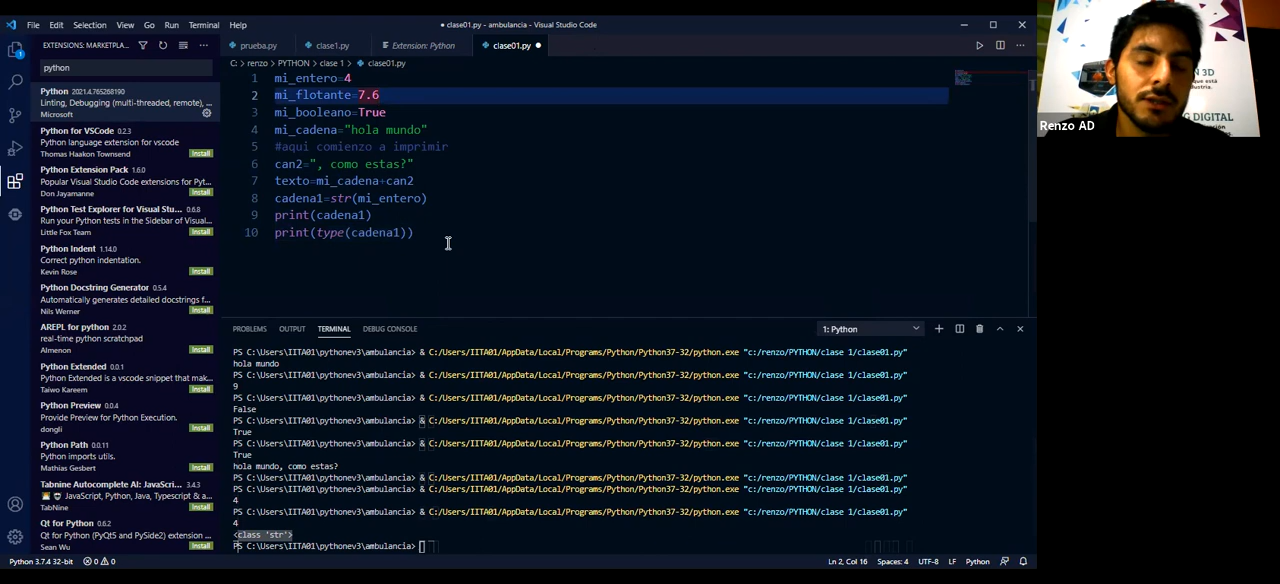 File Edit Selection View Go Run Terminal Help
● clase01.py - ambulancia - Visual Studio Code
EXTENSIONS: MARKETPLA...
python
Python 2021.4.765268190
Linting, Debugging (multi-threaded, remote), ...
Microsoft
Python for VSCode 0.2.3
Python language extension for vscode
Thomas Haakon Townsend Install
Python Extension Pack 1.6.0
Popular Visual Studio Code extensions for Pyt...
Don Jayamanne Install
Python Test Explorer for Visual Stu... 0.6.8
Run your Python tests in the Sidebar of Visual...
Little Fox Team Install
Python Indent 1.14.0
Correct python indentation.
Kevin Rose Install
Python Docstring Generator 0.5.4
Automatically generates detailed docstrings f...
Nils Werner Install
AREPL for python 2.0.2
real-time python scratchpad
Almenon Install
Python Extended 0.0.1
Python Extended is a vscode snippet that mak...
Taiwo Kareem Install
Python Preview 0.0.4
Provide Preview for Python Execution.
dongli Install
Python Path 0.0.11
Python imports utils.
Mathias Gesbert Install
Tabnine Autocomplete AI: JavaScri... 3.4.3
JavaScript, Python, Java, Typescript & a...
TabNine Install
Qt for Python 0.6.2
Qt for Python (PyQt5 and PySide2) extension ...
Sean Wu Install
prueba.py clase1.py Extension: Python clase01.py ●
C: > renzo > PYTHON > clase 1 > clase01.py
1 mi_entero=4
2 mi_flotante=7.6
3 mi_booleano=True
4 mi_cadena="hola mundo"
5 #aqui comienzo a imprimir
6 can2=", como estas?"
7 texto=mi_cadena+can2
8 cadena1=str(mi_entero)
9 print(cadena1)
10 print(type(cadena1))
PROBLEMS OUTPUT TERMINAL DEBUG CONSOLE 1: Python
PS C:\Users\IITA01\pythonev3\ambulancia> & C:/Users/IITA01/AppData/Local/Programs/Python/Python37-32/python.exe "c:/renzo/PYTHON/clase 1/clase01.py"
hola mundo
PS C:\Users\IITA01\pythonev3\ambulancia> & C:/Users/IITA01/AppData/Local/Programs/Python/Python37-32/python.exe "c:/renzo/PYTHON/clase 1/clase01.py"
9
PS C:\Users\IITA01\pythonev3\ambulancia> & C:/Users/IITA01/AppData/Local/Programs/Python/Python37-32/python.exe "c:/renzo/PYTHON/clase 1/clase01.py"
False
PS C:\Users\IITA01\pythonev3\ambulancia> & C:/Users/IITA01/AppData/Local/Programs/Python/Python37-32/python.exe "c:/renzo/PYTHON/clase 1/clase01.py"
True
PS C:\Users\IITA01\pythonev3\ambulancia> & C:/Users/IITA01/AppData/Local/Programs/Python/Python37-32/python.exe "c:/renzo/PYTHON/clase 1/clase01.py"
True
hola mundo, como estas?
PS C:\Users\IITA01\pythonev3\ambulancia> & C:/Users/IITA01/AppData/Local/Programs/Python/Python37-32/python.exe "c:/renzo/PYTHON/clase 1/clase01.py"
PS C:\Users\IITA01\pythonev3\ambulancia> & C:/Users/IITA01/AppData/Local/Programs/Python/Python37-32/python.exe "c:/renzo/PYTHON/clase 1/clase01.py"
4
PS C:\Users\IITA01\pythonev3\ambulancia> & C:/Users/IITA01/AppData/Local/Programs/Python/Python37-32/python.exe "c:/renzo/PYTHON/clase 1/clase01.py"
4
<class 'str'>
PS C:\Users\IITA01\pythonev3\ambulancia>
Python 3.7.4 32-bit 0 0 Ln 2, Col 16 Spaces: 4 UTF-8 LF Python
N 3D
que está
ustria.
G DIGITAL
Renzo AD